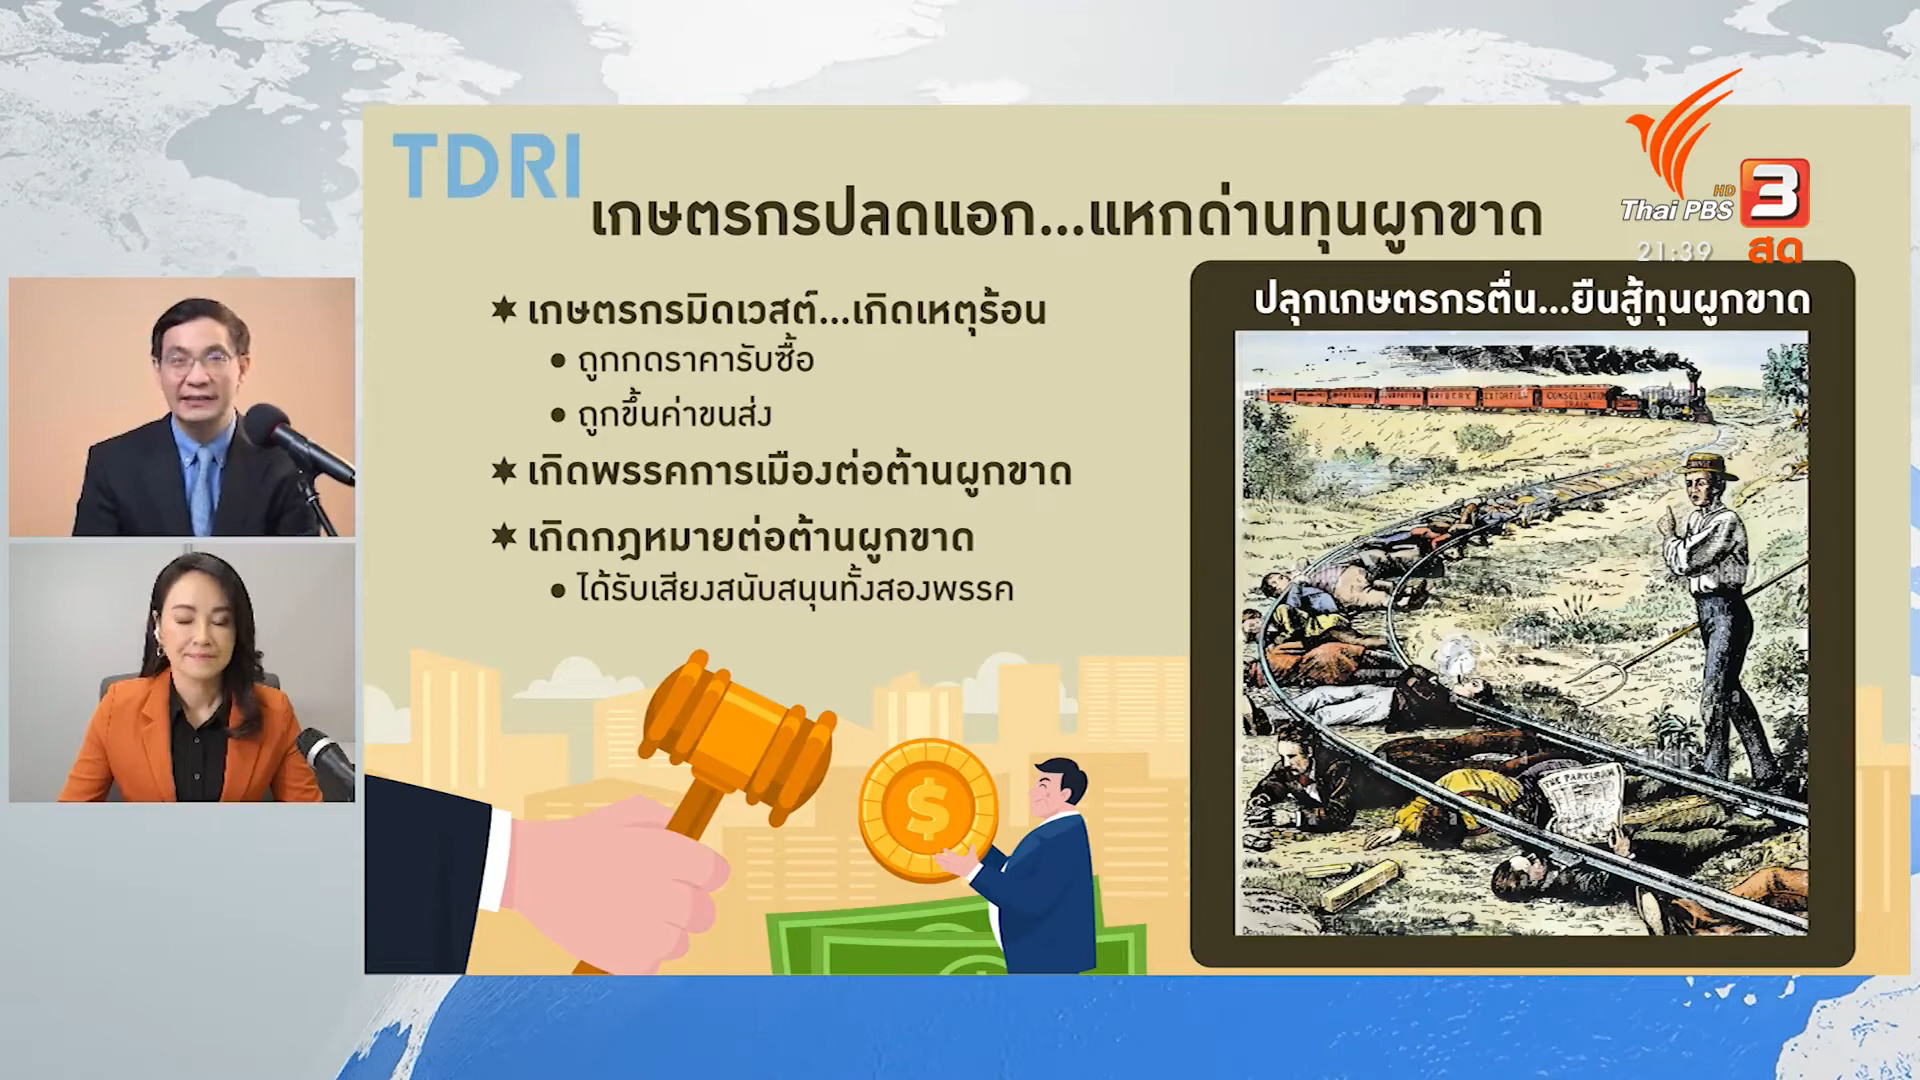 TDRI
เกษตรกรปลดแอก...แหกด่านทุนผูกขาด
HD
Thai PBS
3
21:39
สด
เกษตรกรมิดเวสต์...เกิดเหตุร้อน
ถูกกดราคารับซื้อ
ถูกขึ้นค่าขนส่ง
เกิดพรรคการเมืองต่อต้านผูกขาด
เกิดกฎหมายต่อต้านผูกขาด
ได้รับเสียงสนับสนุนทั้งสองพรรค
ปลุกเกษตรกรตื่น...ยืนสู้ทุนผูกขาด
BRIBERY
EXTORTION
CONSOLIDATION
TRAIN
$